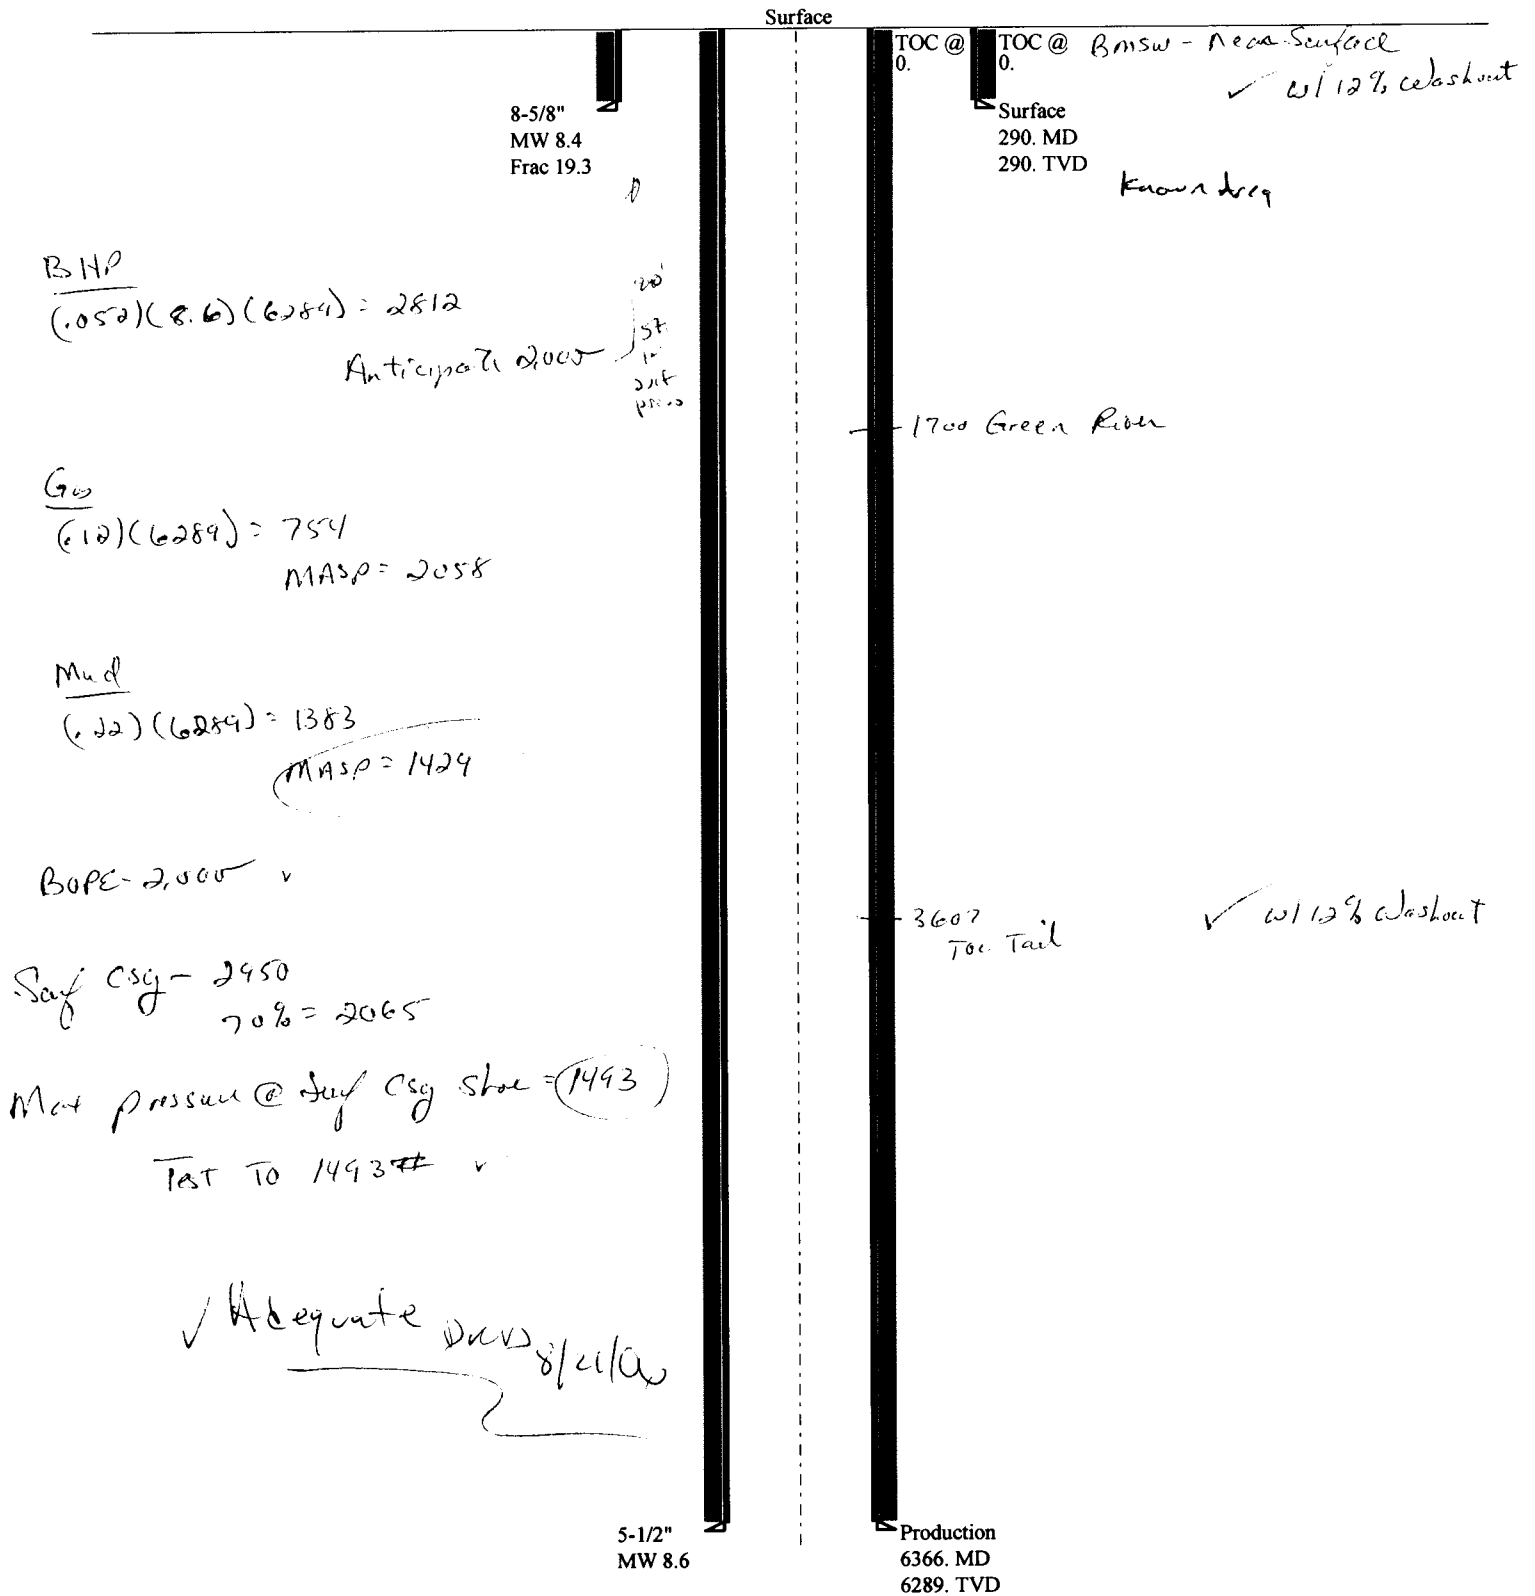 Surface
TOC @
0.
TOC @
0.
BMSW - Near Surface
✓ w/ 12% Washout
8-5/8"
MW 8.4
Frac 19.3
Surface
290. MD
290. TVD
Known Area
BHP
(.052)(8.6)(6289) = 2812
Anticipate 2,000
1700 Green River
Gas
(.12)(6289) = 754
MASP = 2058
Mud
(.22)(6289) = 1383
MASP = 1429
BOPE - 2,000 ✓
3607
TOC Tail
✓ w/ 12% Washout
Surf Csg - 2950
70% = 2065
Max pressure @ Surf Csg shoe = 1493
Test To 1493# ✓
✓ Adequate
5-1/2"
MW 8.6
Production
6366. MD
6289. TVD